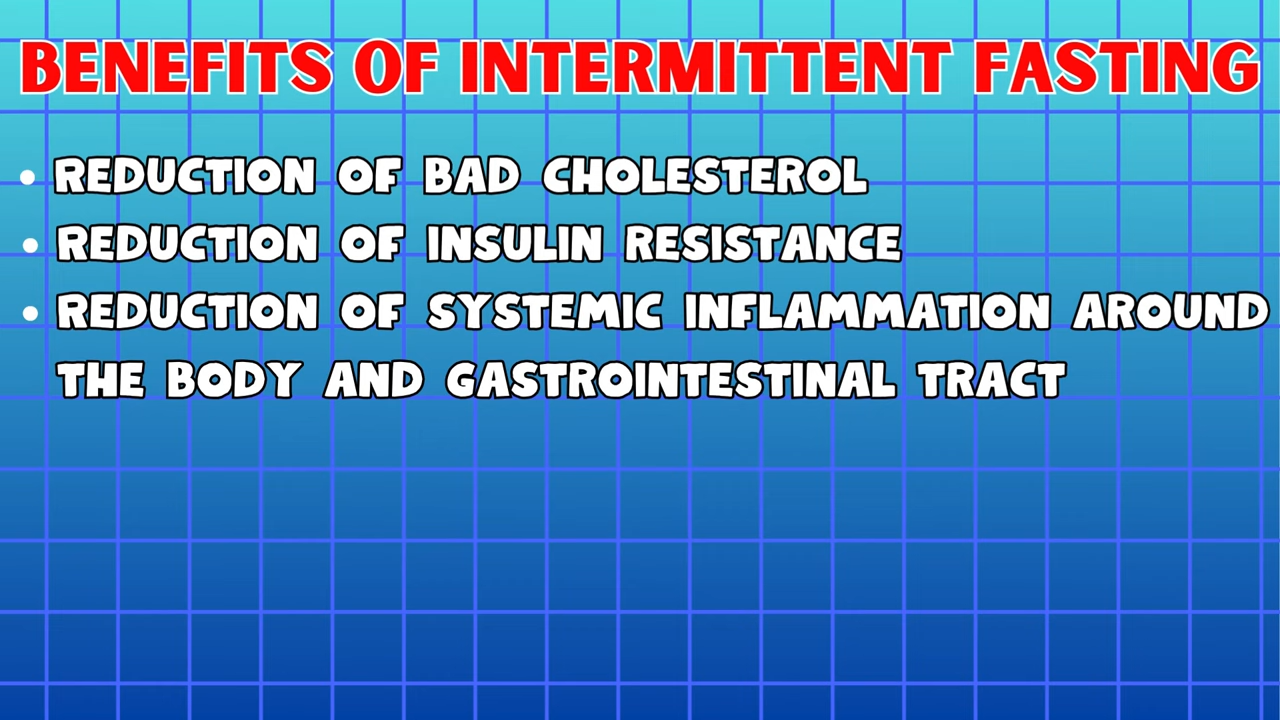 BENEFITS OF INTERMITTENT FASTING
• REDUCTION OF BAD CHOLESTEROL
• REDUCTION OF INSULIN RESISTANCE
• REDUCTION OF SYSTEMIC INFLAMMATION AROUND
THE BODY AND GASTROINTESTINAL TRACT